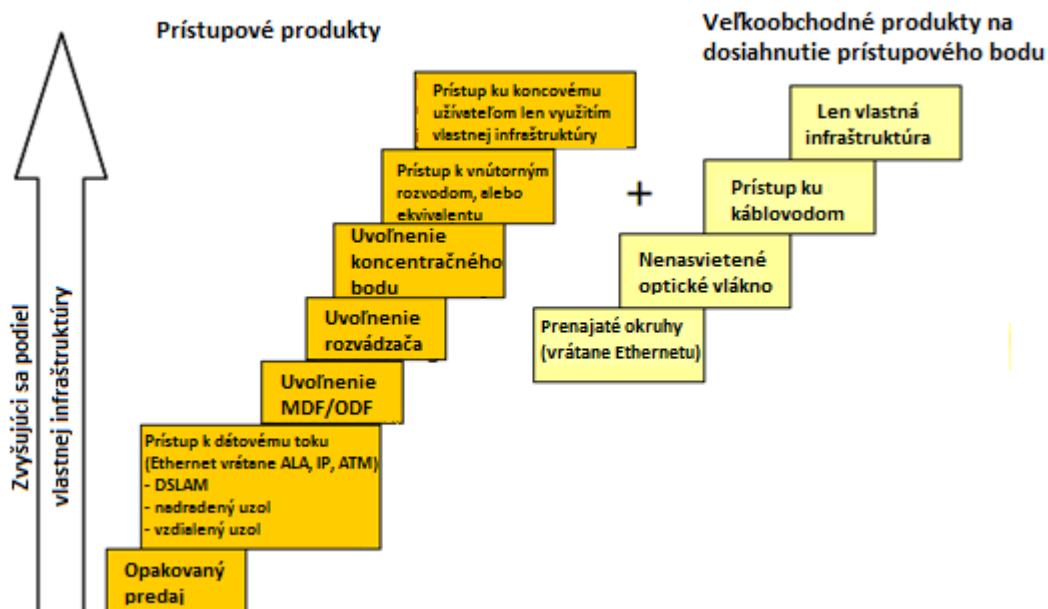 Prístupové produkty
Veľkoobchodné produkty na
dosiahnutie prístupového bodu
Prístup ku koncovému
užívateľom len využitím
vlastnej infraštruktúry
Prístup k vnútorným
rozvodom, alebo
ekvivalentu
Uvoľnenie
koncentračného
bodu
Uvoľnenie
rozvádzača
Uvoľnenie
MDF/ODF
Prístup k dátovému toku
(Ethernet vrátane ALA, IP, ATM)
- DSLAM
- nadradený uzol
- vzdialený uzol
Opakovaný
predaj
+
Len vlastná
infraštruktúra
Prístup ku
káblovodom
Nenasvietené
optické vlákno
Prenajaté okruhy
(vrátane Ethernetu)
Zvyšujúci sa podiel
vlastnej infraštruktúry